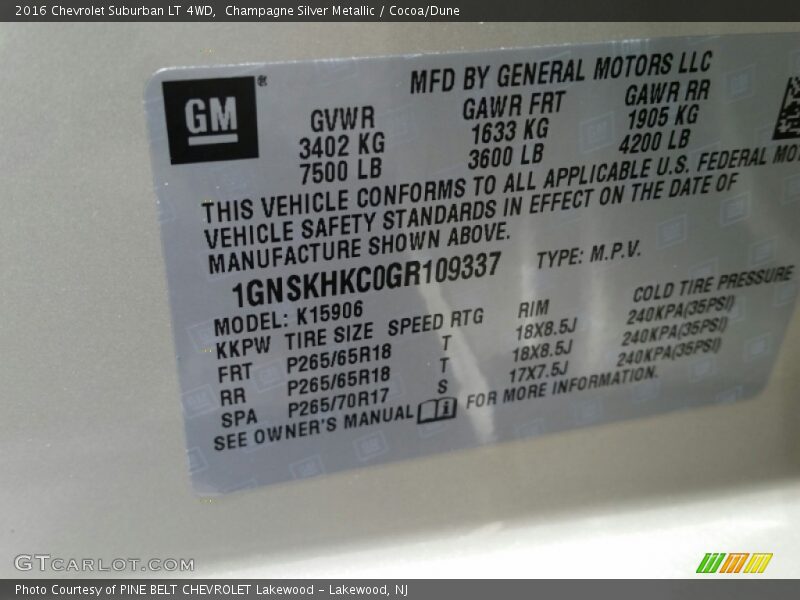 2016 Chevrolet Suburban LT 4WD, Champagne Silver Metallic / Cocoa/Dune
GM®
MFD BY GENERAL MOTORS LLC
GVWR GAWR FRT GAWR RR
3402 KG 1633 KG 1905 KG
7500 LB 3600 LB 4200 LB
THIS VEHICLE CONFORMS TO ALL APPLICABLE U.S. FEDERAL MO
VEHICLE SAFETY STANDARDS IN EFFECT ON THE DATE OF
MANUFACTURE SHOWN ABOVE.
1GNSKHKC0GR109337 TYPE: M.P.V.
MODEL: K15906
KKPW TIRE SIZE SPEED RTG RIM COLD TIRE PRESSURE
FRT P265/65R18 T 18X8.5J 240KPA(35PSI)
RR P265/65R18 T 18X8.5J 240KPA(35PSI)
SPA P265/70R17 S 17X7.5J 240KPA(35PSI)
SEE OWNER'S MANUAL i FOR MORE INFORMATION.
GTCARLOT.COM
Photo Courtesy of PINE BELT CHEVROLET Lakewood - Lakewood, NJ